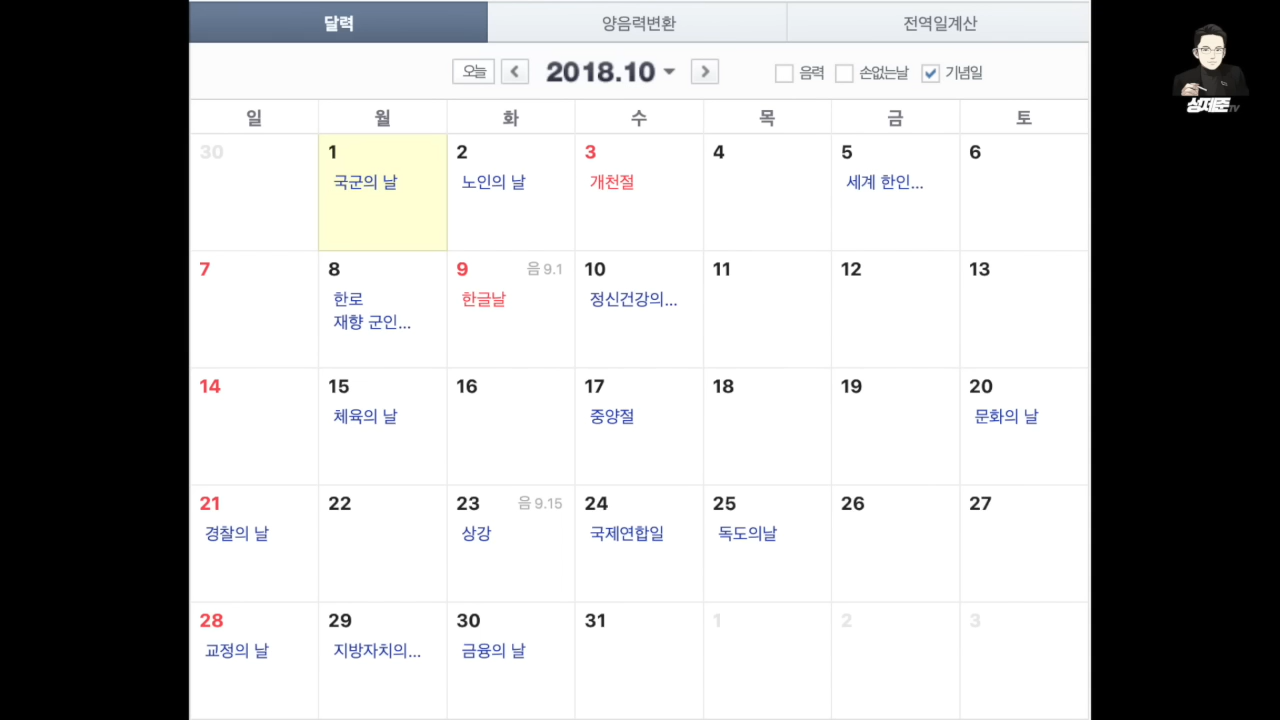 달력 양음력변환 전역일계산
오늘 2018.10 음력 손없는날 기념일
성제준TV
일 월 화 수 목 금 토
30 1 2 3 4 5 6
국군의 날 노인의 날 개천절 세계 한인...
7 8 9 음 9.1 10 11 12 13
한로 한글날 정신건강의...
재향 군인...
14 15 16 17 18 19 20
체육의 날 중양절 문화의 날
21 22 23 음 9.15 24 25 26 27
경찰의 날 상강 국제연합일 독도의날
28 29 30 31 1 2 3
교정의 날 지방자치의... 금융의 날